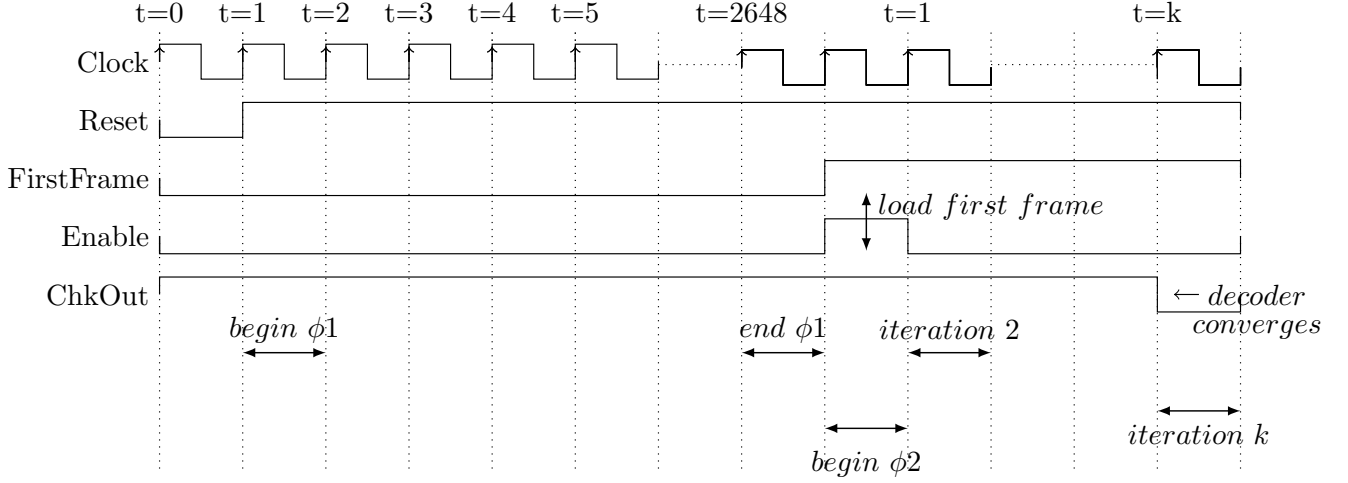 t=0 t=1 t=2 t=3 t=4 t=5 t=2648 t=1 t=k
Clock
Reset
FirstFrame
load first frame
Enable
ChkOut
decoder
converges
begin ϕ1 end ϕ1 iteration 2
iteration k
begin ϕ2